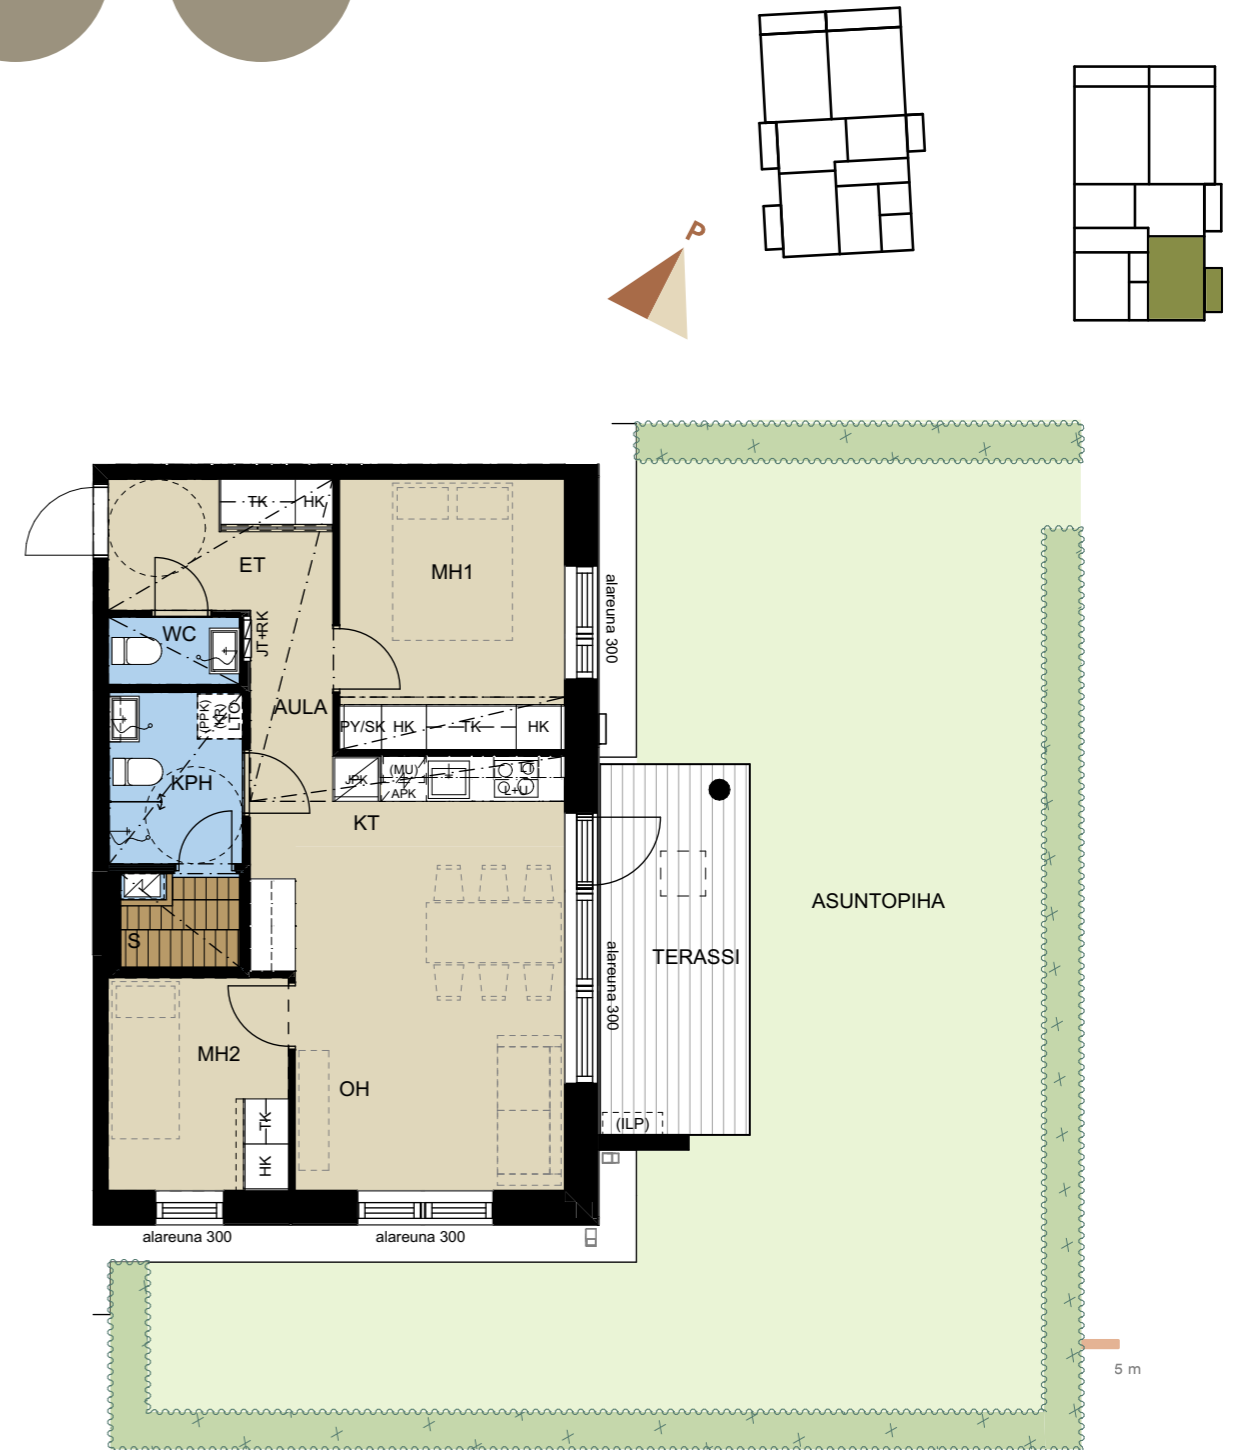 P
TK
HK
ET
MH1
alareuna 300
WC
JT+RK
AULA
(PPK)
(KR)
LTO
PY/SK
HK
TK
HK
KPH
JPK
(MU)
APK
LT
L+U
KT
S
ASUNTOPIHA
TERASSI
alareuna 300
MH2
OH
TK
HK
(ILP)
alareuna 300
alareuna 300
5 m